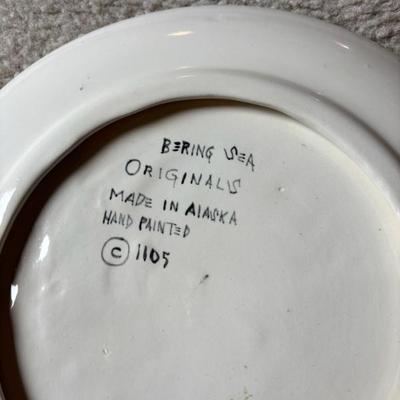 BERING SEA
ORIGINALS
MADE IN AlASKA
HAND PAINTED
© 1105